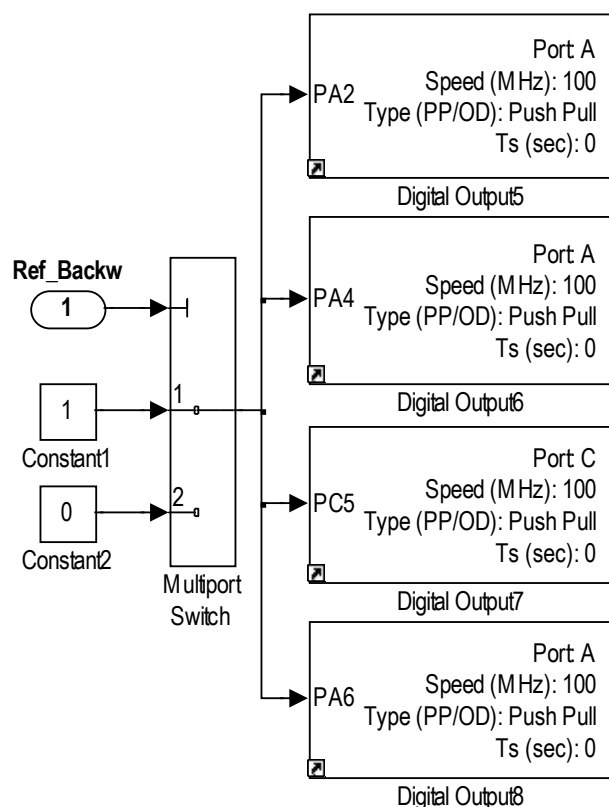 Port: A
Speed (MHz): 100
PA2
Type (PP/OD): Push Pull
Ts (sec): 0
Digital Output5
Ref_Backw
1
Port: A
Speed (MHz): 100
PA4
Type (PP/OD): Push Pull
Ts (sec): 0
Digital Output6
1
Constant1
1
0
Constant2
2
Multiport
Switch
Port: C
Speed (MHz): 100
PC5
Type (PP/OD): Push Pull
Ts (sec): 0
Digital Output7
Port: A
Speed (MHz): 100
PA6
Type (PP/OD): Push Pull
Ts (sec): 0
Digital Output8